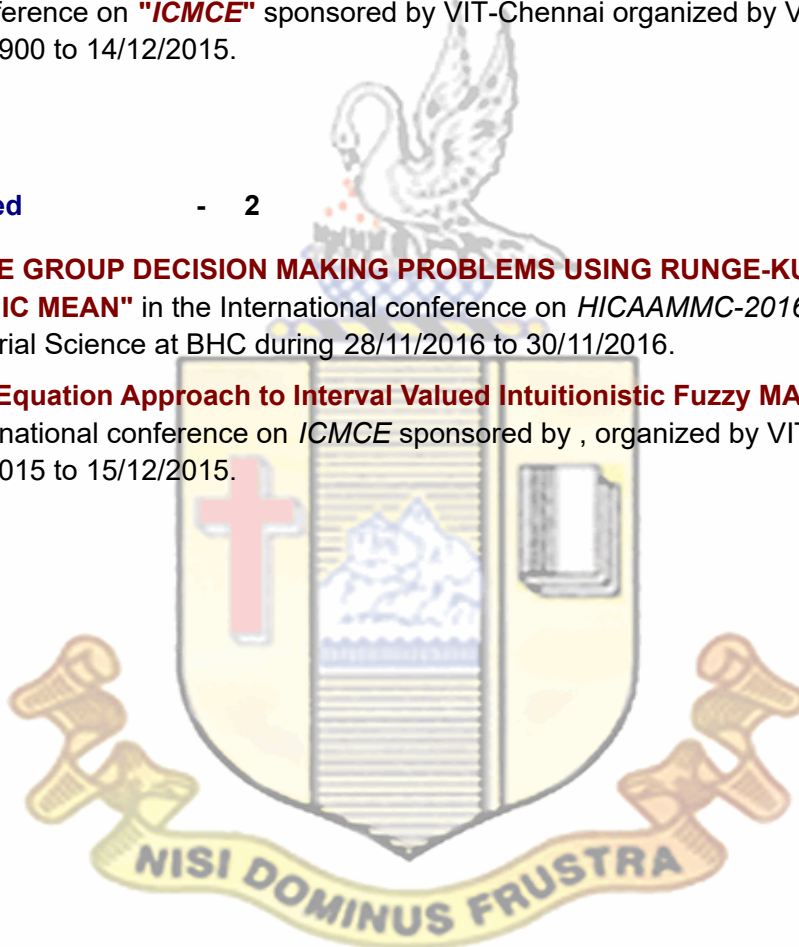 ference on "ICMCE" sponsored by VIT-Chennai organized by V
900 to 14/12/2015.
ed - 2
E GROUP DECISION MAKING PROBLEMS USING RUNGE-KU
IC MEAN" in the International conference on HICAAMMC-2016
rial Science at BHC during 28/11/2016 to 30/11/2016.
Equation Approach to Interval Valued Intuitionistic Fuzzy MA
national conference on ICMCE sponsored by , organized by VIT
015 to 15/12/2015.
NISI DOMINUS FRUSTRA